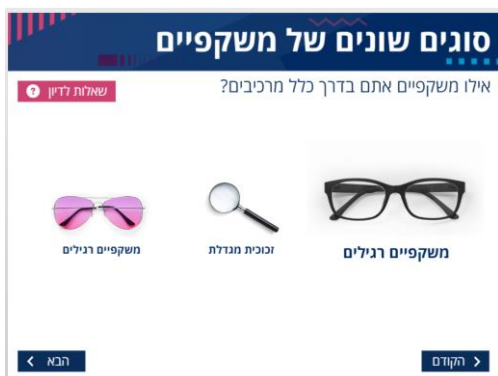 סוגים שונים של משקפיים
אילו משקפיים אתם בדרך כלל מרכיבים?
שאלות לדיון ?
משקפיים רגילים
זכוכית מגדלת
משקפיים רגילים
הקודם
הבא